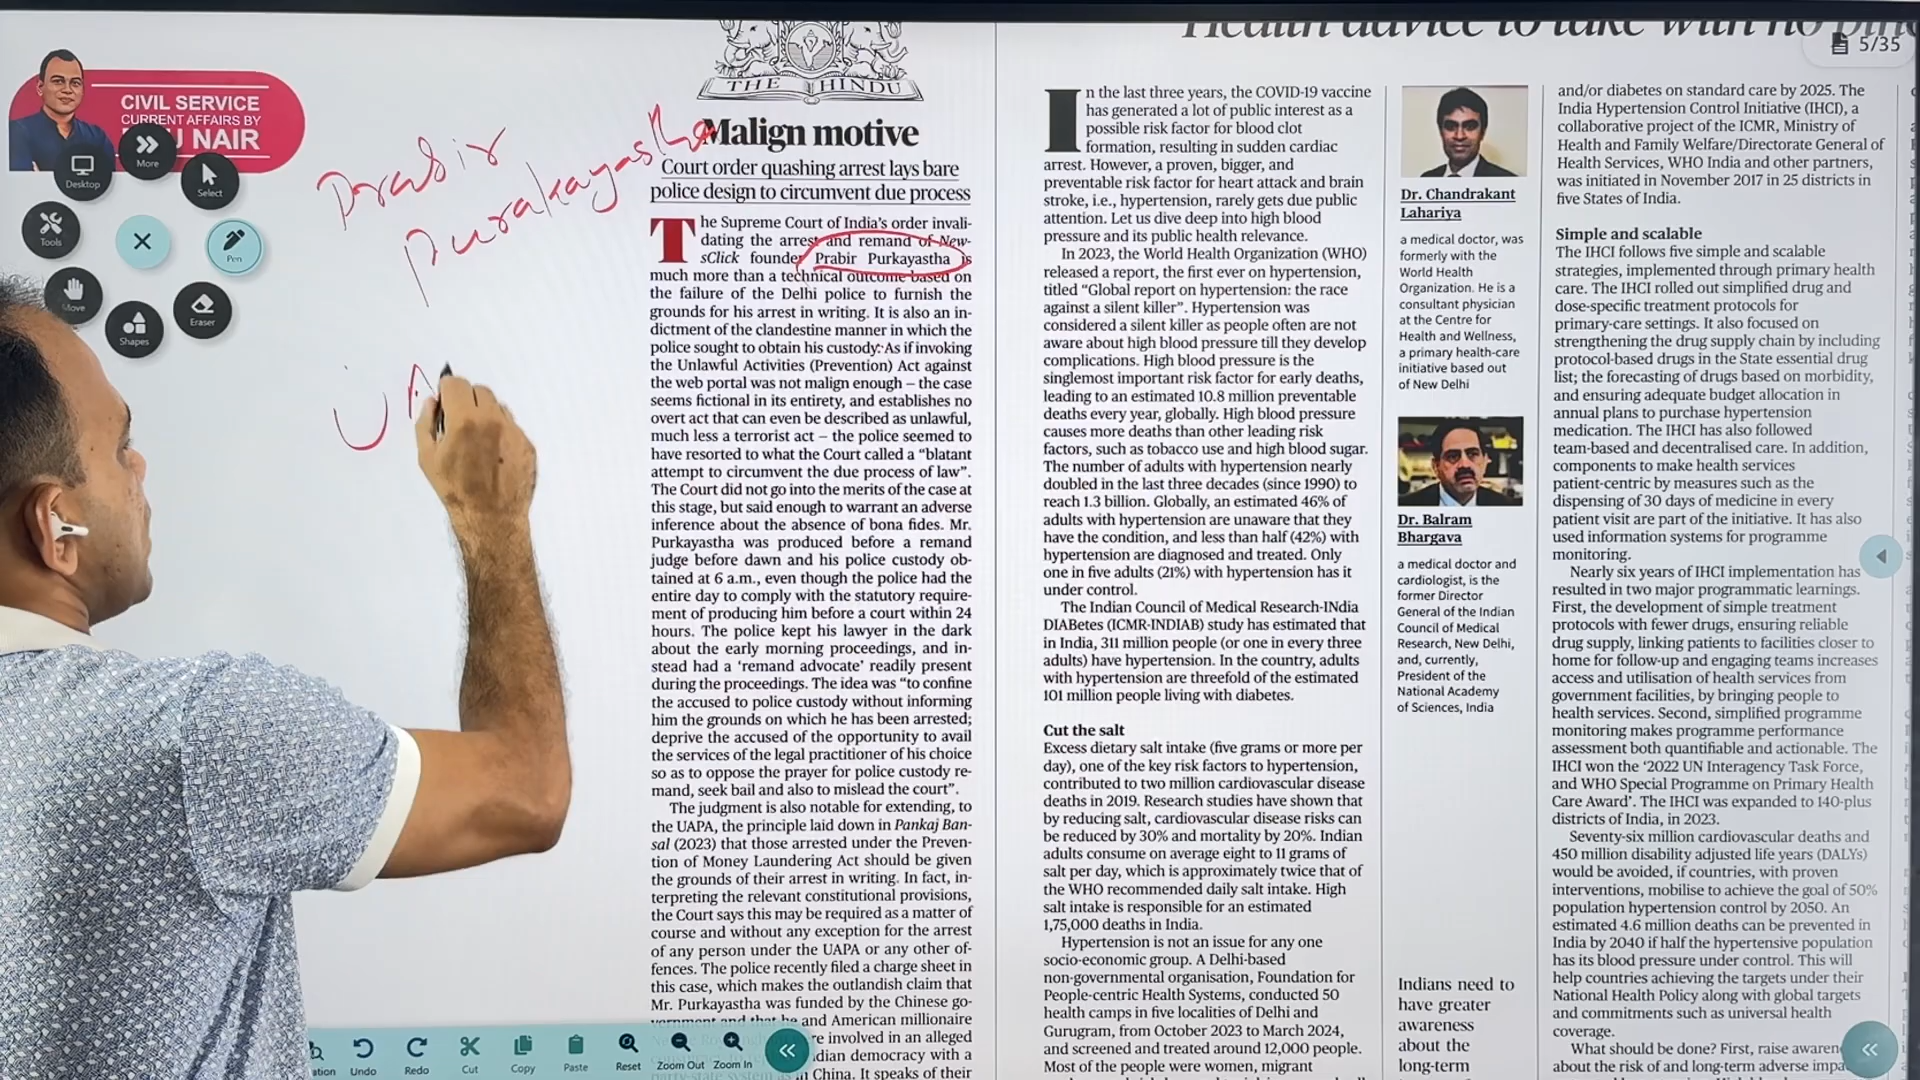 Health advice to take with no
5/35
CIVIL SERVICE
CURRENT AFFAIRS BY
NAIR
More
Desktop
Select
Tools
Pen
Move
Eraser
Shapes
Prabir
Purakayastha
UA
THE HINDU
Malign motive
Court order quashing arrest lays bare
police design to circumvent due process
The Supreme Court of India's order invali-
dating the arrest and remand of New-
sClick founder Prabir Purkayastha is
much more than a technical outcome based on
the failure of the Delhi police to furnish the
grounds for his arrest in writing. It is also an in-
dictment of the clandestine manner in which the
police sought to obtain his custody. As if invoking
the Unlawful Activities (Prevention) Act against
the web portal was not malign enough – the case
seems fictional in its entirety, and establishes no
overt act that can even be described as unlawful,
much less a terrorist act – the police seemed to
have resorted to what the Court called a “blatant
attempt to circumvent the due process of law”.
The Court did not go into the merits of the case at
this stage, but said enough to warrant an adverse
inference about the absence of bona fides. Mr.
Purkayastha was produced before a remand
judge before dawn and his police custody ob-
tained at 6 a.m., even though the police had the
entire day to comply with the statutory require-
ment of producing him before a court within 24
hours. The police kept his lawyer in the dark
about the early morning proceedings, and in-
stead had a ‘remand advocate’ readily present
during the proceedings. The idea was “to confine
the accused to police custody without informing
him the grounds on which he has been arrested;
deprive the accused of the opportunity to avail
the services of the legal practitioner of his choice
so as to oppose the prayer for police custody re-
mand, seek bail and also to mislead the court”.
The judgment is also notable for extending, to
the UAPA, the principle laid down in Pankaj Ban-
sal (2023) that those arrested under the Preven-
tion of Money Laundering Act should be given
the grounds of their arrest in writing. In fact, in-
terpreting the relevant constitutional provisions,
the Court says this may be required as a matter of
course and without any exception for the arrest
of any person under the UAPA or any other of-
fences. The police recently filed a charge sheet in
this case, which makes the outlandish claim that
Mr. Purkayastha was funded by the Chinese go-
vernment and that he and American millionaire
re involved in an alleged
dian democracy with a
n China. It speaks of their
In the last three years, the COVID-19 vaccine
has generated a lot of public interest as a
possible risk factor for blood clot
formation, resulting in sudden cardiac
arrest. However, a proven, bigger, and
preventable risk factor for heart attack and brain
stroke, i.e., hypertension, rarely gets due public
attention. Let us dive deep into high blood
pressure and its public health relevance.
In 2023, the World Health Organization (WHO)
released a report, the first ever on hypertension,
titled “Global report on hypertension: the race
against a silent killer”. Hypertension was
considered a silent killer as people often are not
aware about high blood pressure till they develop
complications. High blood pressure is the
singlemost important risk factor for early deaths,
leading to an estimated 10.8 million preventable
deaths every year, globally. High blood pressure
causes more deaths than other leading risk
factors, such as tobacco use and high blood sugar.
The number of adults with hypertension nearly
doubled in the last three decades (since 1990) to
reach 1.3 billion. Globally, an estimated 46% of
adults with hypertension are unaware that they
have the condition, and less than half (42%) with
hypertension are diagnosed and treated. Only
one in five adults (21%) with hypertension has it
under control.
The Indian Council of Medical Research-INdia
DIABetes (ICMR-INDIAB) study has estimated that
in India, 311 million people (or one in every three
adults) have hypertension. In the country, adults
with hypertension are threefold of the estimated
101 million people living with diabetes.
Cut the salt
Excess dietary salt intake (five grams or more per
day), one of the key risk factors to hypertension,
contributed to two million cardiovascular disease
deaths in 2019. Research studies have shown that
by reducing salt, cardiovascular disease risks can
be reduced by 30% and mortality by 20%. Indian
adults consume on average eight to 11 grams of
salt per day, which is approximately twice that of
the WHO recommended daily salt intake. High
salt intake is responsible for an estimated
1,75,000 deaths in India.
Hypertension is not an issue for any one
socio-economic group. A Delhi-based
non-governmental organisation, Foundation for
People-centric Health Systems, conducted 50
health camps in five localities of Delhi and
Gurugram, from October 2023 to March 2024,
and screened and treated around 12,000 people.
Most of the people were women, migrant
Dr. Chandrakant
Lahariya
a medical doctor, was
formerly with the
World Health
Organization. He is a
consultant physician
at the Centre for
Health and Wellness,
a primary health-care
initiative based out
of New Delhi
Dr. Balram
Bhargava
a medical doctor and
cardiologist, is the
former Director
General of the Indian
Council of Medical
Research, New Delhi,
and, currently,
President of the
National Academy
of Sciences, India
Indians need to
have greater
awareness
about the
long-term
and/or diabetes on standard care by 2025. The
India Hypertension Control Initiative (IHCI), a
collaborative project of the ICMR, Ministry of
Health and Family Welfare/Directorate General of
Health Services, WHO India and other partners,
was initiated in November 2017 in 25 districts in
five States of India.
Simple and scalable
The IHCI follows five simple and scalable
strategies, implemented through primary health
care. The IHCI rolled out simplified drug and
dose-specific treatment protocols for
primary-care settings. It also focused on
strengthening the drug supply chain by including
protocol-based drugs in the State essential drug
list; the forecasting of drugs based on morbidity,
and ensuring adequate budget allocation in
annual plans to purchase hypertension
medication. The IHCI has also followed
team-based and decentralised care. In addition,
components to make health services
patient-centric by measures such as the
dispensing of 30 days of medicine in every
patient visit are part of the initiative. It has also
used information systems for programme
monitoring.
Nearly six years of IHCI implementation has
resulted in two major programmatic learnings.
First, the development of simple treatment
protocols with fewer drugs, ensuring reliable
drug supply, linking patients to facilities closer to
home for follow-up and engaging teams increases
access and utilisation of health services from
government facilities, by bringing people to
health services. Second, simplified programme
monitoring makes programme performance
assessment both quantifiable and actionable. The
IHCI won the ‘2022 UN Interagency Task Force,
and WHO Special Programme on Primary Health
Care Award’. The IHCI was expanded to 140-plus
districts of India, in 2023.
Seventy-six million cardiovascular deaths and
450 million disability adjusted life years (DALYs)
would be avoided, if countries, with proven
interventions, mobilise to achieve the goal of 50%
population hypertension control by 2050. An
estimated 4.6 million deaths can be prevented in
India by 2040 if half the hypertensive population
has its blood pressure under control. This will
help countries achieving the targets under their
National Health Policy along with global targets
and commitments such as universal health
coverage.
What should be done? First, raise awaren
about the risk of and long-term adverse impa
ation
Undo
Redo
Cut
Copy
Paste
Reset
Zoom Out
Zoom In